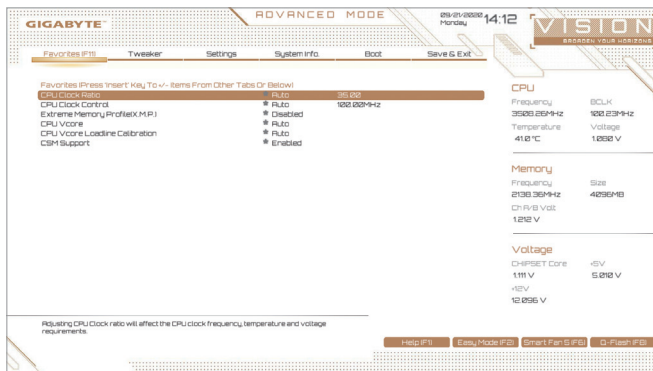 GIGABYTE™
ADVANCED MODE
09/21/2020
Monday
14:12
VISION
BROADEN YOUR HORIZONS
Favorites (F11)
Tweaker
Settings
System Info.
Boot
Save & Exit
Favorites (Press 'Insert' Key To +/- Items From Other Tabs Or Below)
CPU Clock Ratio Auto 35.00
CPU Clock Control Auto 100.00MHz
Extreme Memory Profile(X.M.P.) Disabled
CPU Vcore Auto
CPU Vcore Loadline Calibration Auto
CSM Support Enabled
CPU
Frequency BCLK
3508.26MHz 100.23MHz
Temperature Voltage
41.0 °C 1.080 V
Memory
Frequency Size
2138.36MHz 4096MB
Ch A/B Volt
1.212 V
Voltage
CHIPSET Core +5V
1.111 V 5.010 V
+12V
12.096 V
Adjusting CPU Clock ratio will affect the CPU clock frequency, temperature and voltage
requirements.
Help (F1) Easy Mode (F2) Smart Fan 5 (F6) Q-Flash (F8)